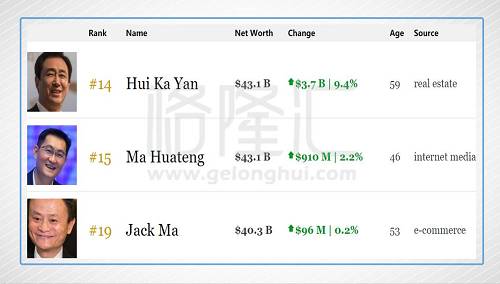 Rank Name Net Worth Change Age Source
#14 Hui Ka Yan $43.1 B $3.7 B | 9.4% 59 real estate
格隆汇
#15 Ma Huateng $43.1 B $910 M | 2.2% 46 internet media
www.gelonghui.com
#19 Jack Ma $40.3 B $96 M | 0.2% 53 e-commerce